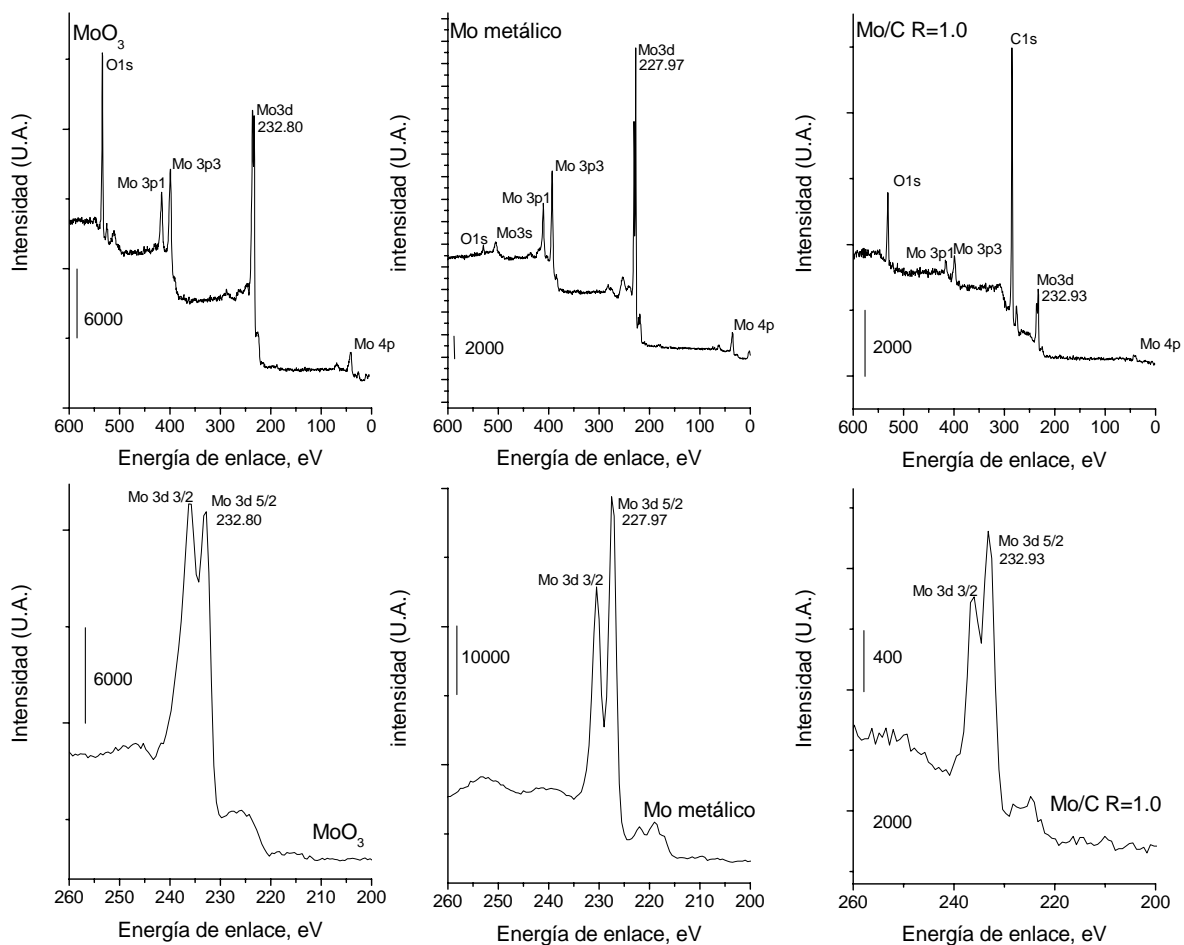 MoO3
O1s
Mo3d
232.80
Mo 3p3
Mo 3p1
6000
Mo 4p
Intensidad (U.A.)
600 500 400 300 200 100 0
Energía de enlace, eV
Mo metálico
Mo3d
227.97
Mo 3p3
Mo 3p1
O1s
Mo3s
2000
Mo 4p
intensidad (U.A.)
600 500 400 300 200 100 0
Energía de enlace, eV
Mo/C R=1.0
C1s
O1s
Mo 3p1
Mo 3p3
Mo3d
232.93
2000
Mo 4p
Intensidad (U.A.)
600 500 400 300 200 100 0
Energía de enlace, eV
Mo 3d 3/2
Mo 3d 5/2
232.80
6000
MoO3
Intensidad (U.A.)
260 250 240 230 220 210 200
Energía de enlace, eV
Mo 3d 5/2
227.97
Mo 3d 3/2
10000
Mo metálico
intensidad (U.A.)
260 250 240 230 220 210 200
Energía de enlace, eV
Mo 3d 5/2
232.93
Mo 3d 3/2
400
Mo/C R=1.0
2000
Intensidad (U.A.)
260 240 220 200
Energía de enlace, eV